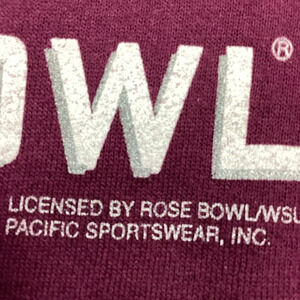 OWL®
LICENSED BY ROSE BOWL/WSU
PACIFIC SPORTSWEAR, INC.